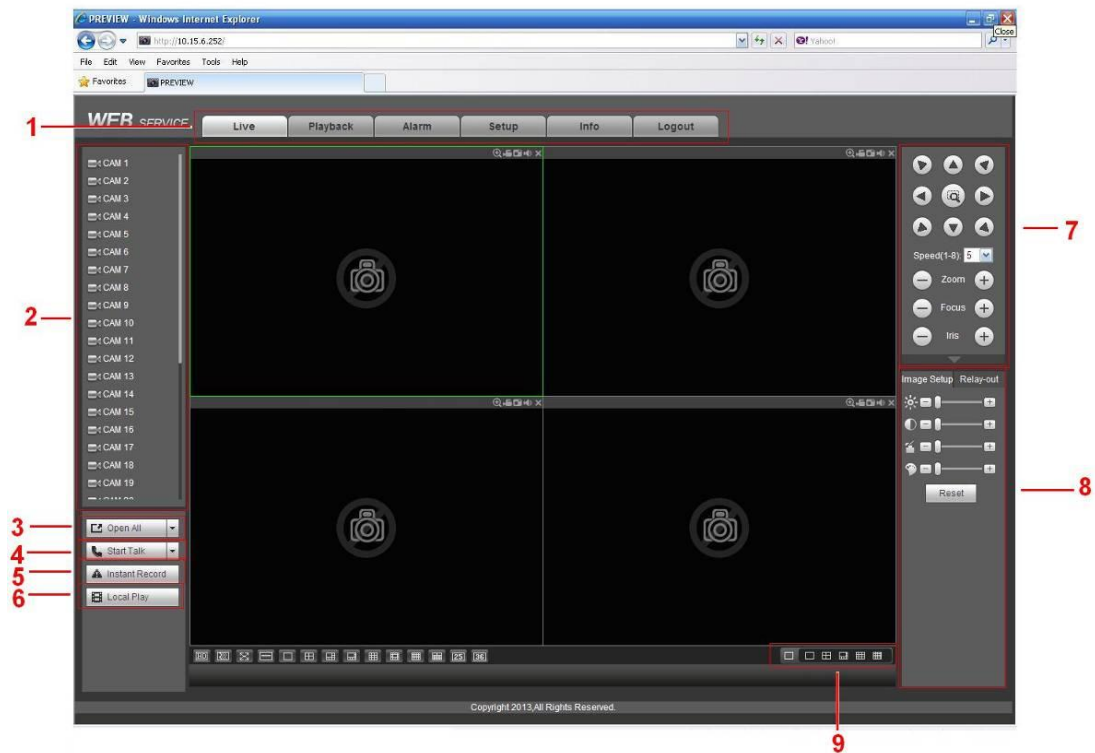 PREVIEW - Windows Internet Explorer
Close
http://10.15.6.252/
Yahoo!
File Edit View Favorites Tools Help
Favorites PREVIEW
WEB SERVICE
1
Live Playback Alarm Setup Info Logout
CAM 1
CAM 2
CAM 3
CAM 4
CAM 5
CAM 6
CAM 7
CAM 8
CAM 9
CAM 10
CAM 11
CAM 12
CAM 13
CAM 14
CAM 15
CAM 16
CAM 17
CAM 18
CAM 19
2
7
Speed(1-8): 5
Zoom
Focus
Iris
Image Setup Relay-out
Reset
8
3 Open All
4 Start Talk
5 Instant Record
6 Local Play
25 36
9
Copyright 2013,All Rights Reserved.